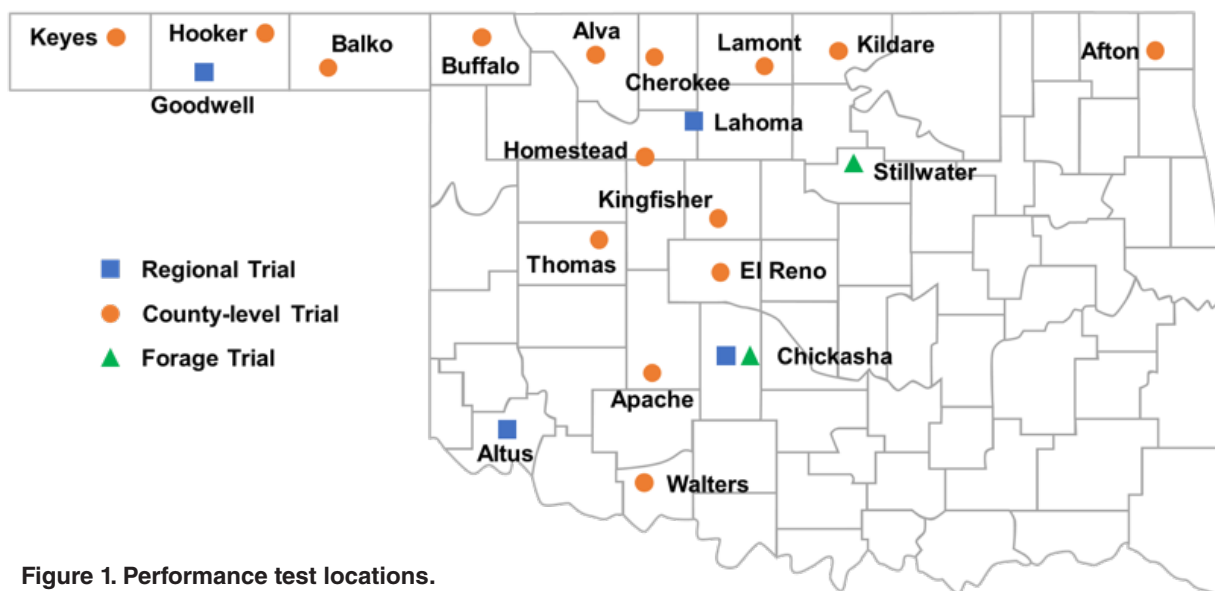 Keyes
Hooker
Balko
Goodwell
Buffalo
Alva
Cherokee
Lamont
Kildare
Afton
Lahoma
Homestead
Stillwater
Kingfisher
Thomas
El Reno
Regional Trial
County-level Trial
Forage Trial
Chickasha
Apache
Altus
Walters
Figure 1. Performance test locations.